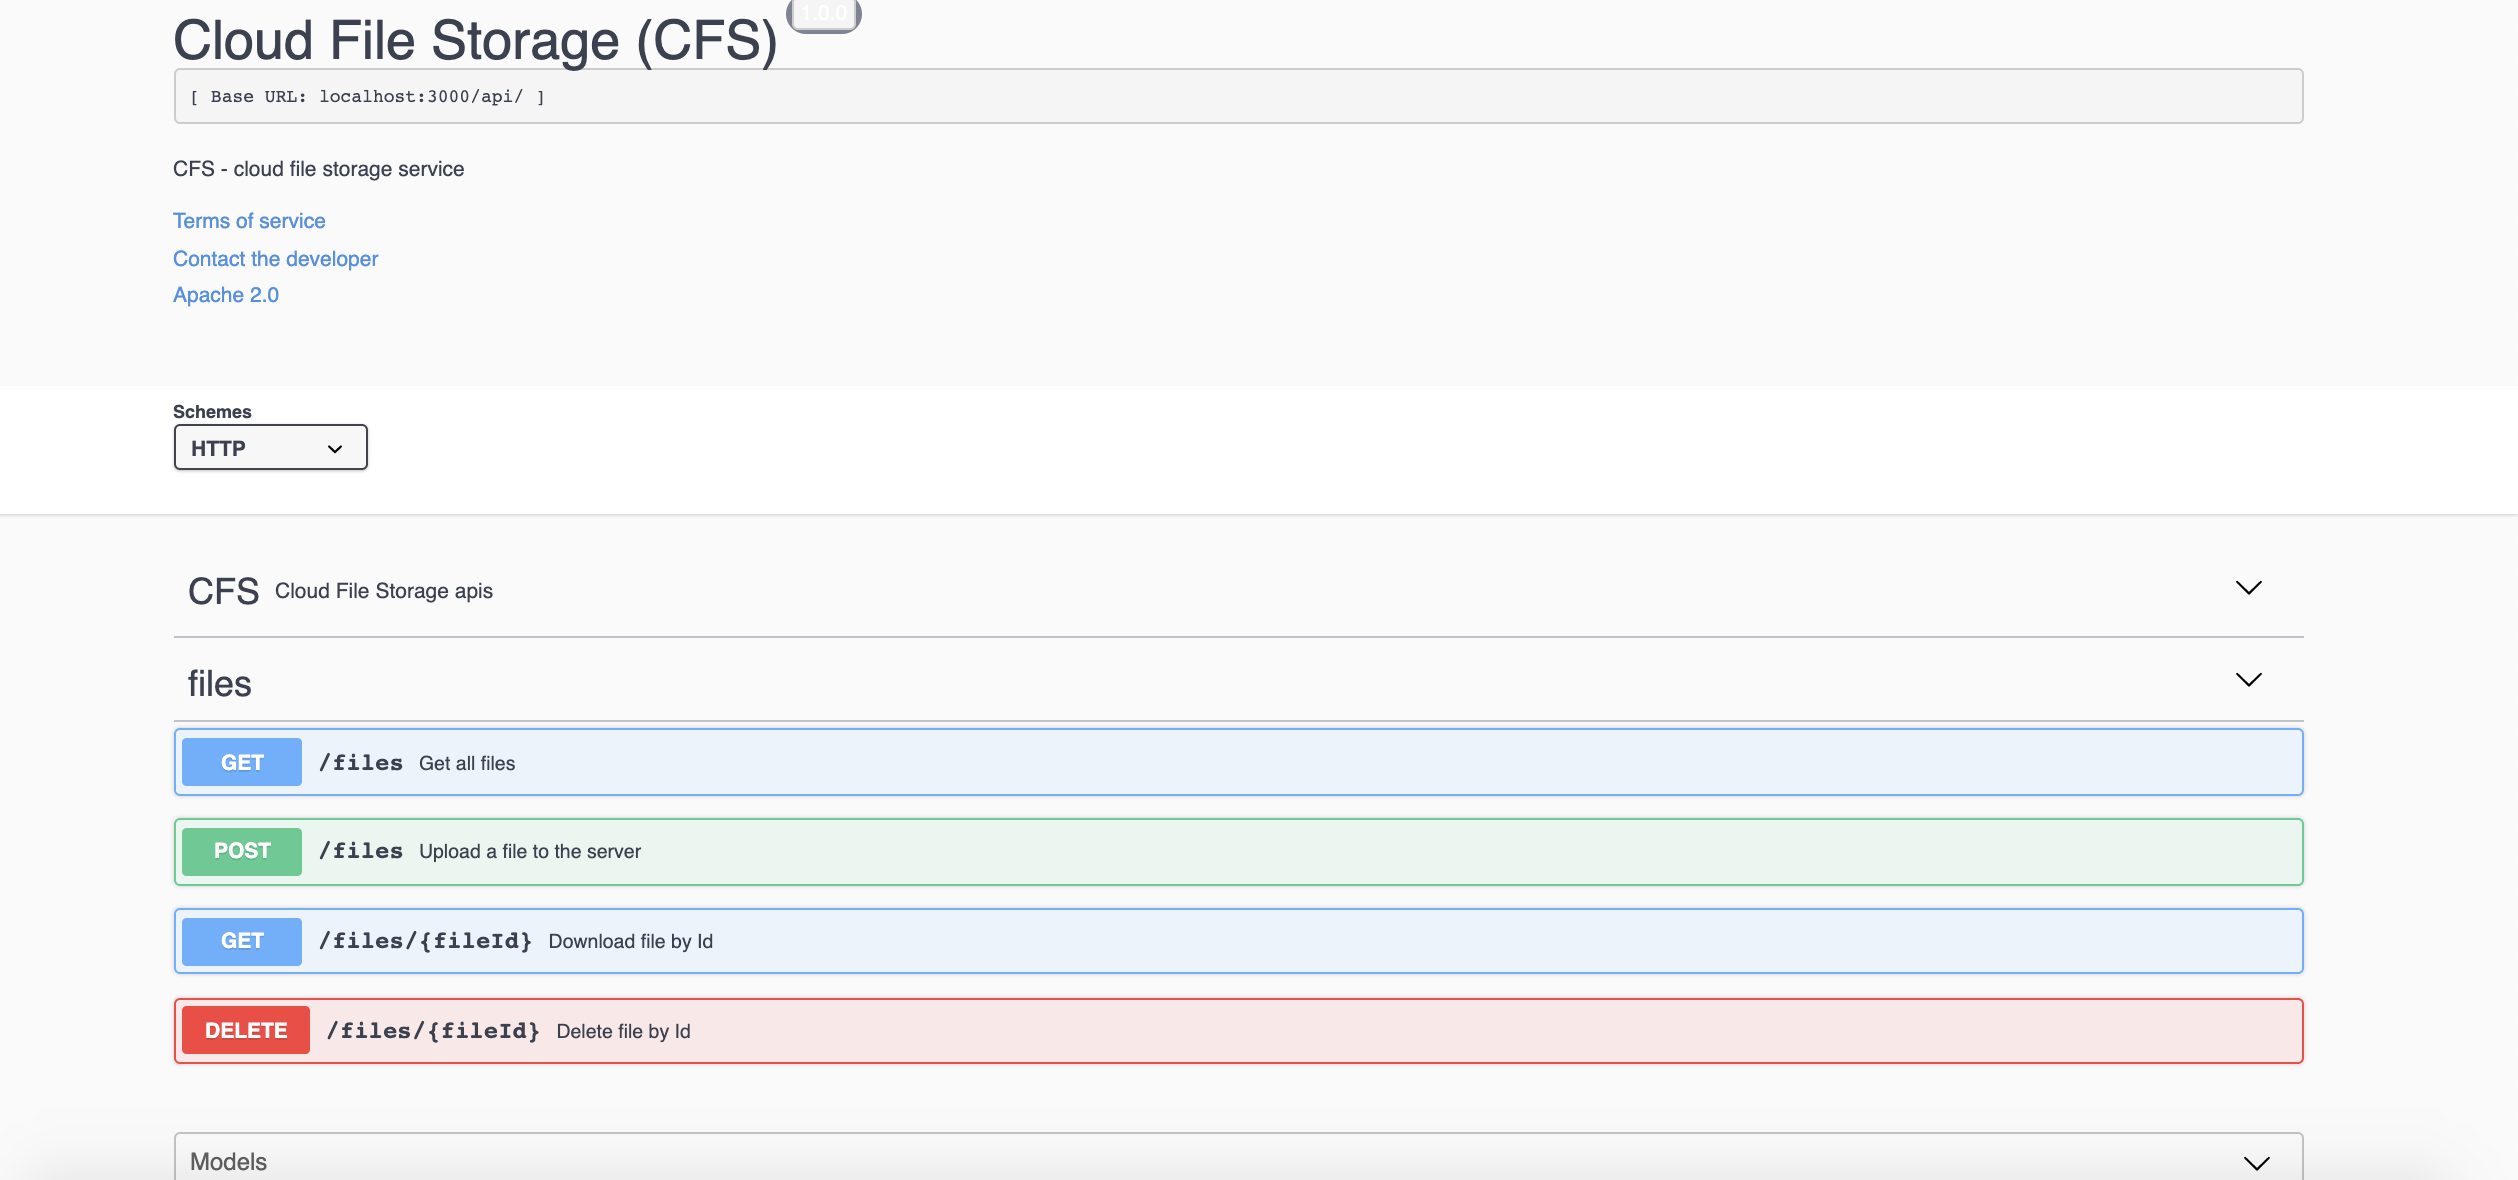 Cloud File Storage (CFS) 1.0.0
[ Base URL: localhost:3000/api/ ]
CFS - cloud file storage service
Terms of service
Contact the developer
Apache 2.0
Schemes
HTTP
CFS Cloud File Storage apis
files
GET /files Get all files
POST /files Upload a file to the server
GET /files/{fileId} Download file by Id
DELETE /files/{fileId} Delete file by Id
Models